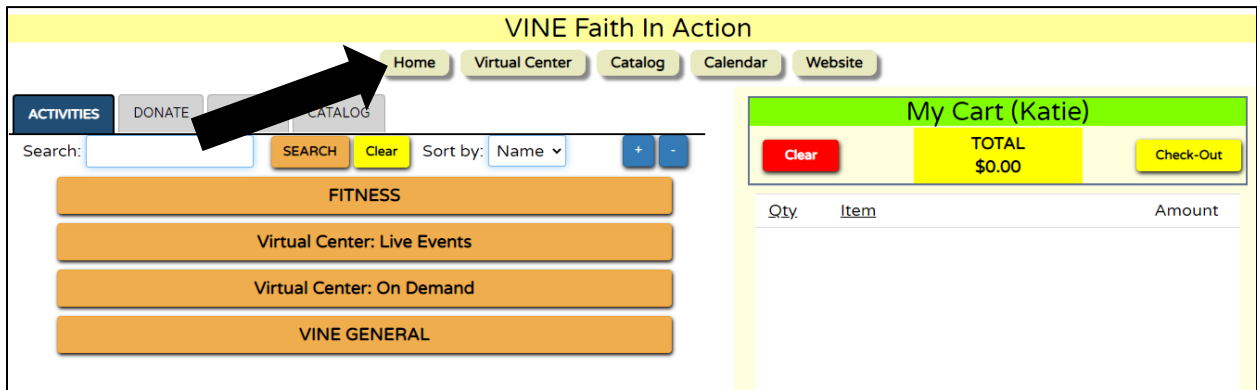 VINE Faith In Action
Home Virtual Center Catalog Calendar Website
ACTIVITIES DONATE CATALOG
Search: SEARCH Clear Sort by: Name + -
FITNESS
Virtual Center: Live Events
Virtual Center: On Demand
VINE GENERAL
My Cart (Katie)
Clear TOTAL Check-Out
$0.00
Qty Item Amount